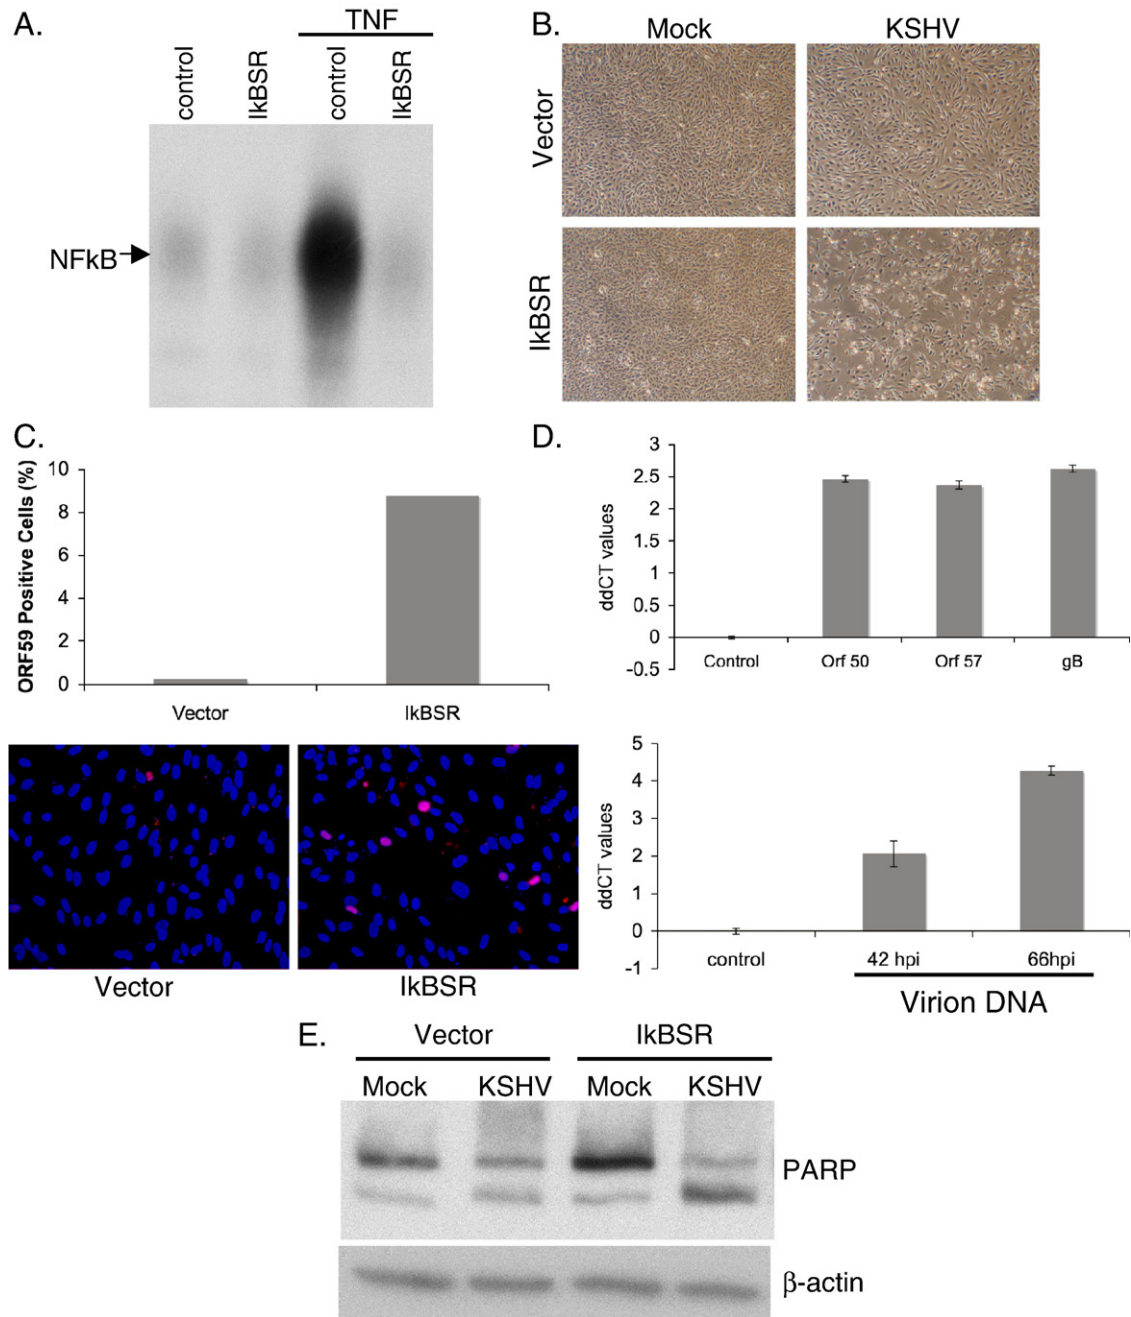 A.
TNF
control
IkBSR
control
IkBSR
NFkB
B.
Mock
KSHV
Vector
IkBSR
C.
ORF59 Positive Cells (%)
10
8
6
4
2
0
Vector
IkBSR
Vector
IkBSR
D.
ddCT values
3
2.5
2
1.5
1
0.5
0
-0.5
Control
Orf 50
Orf 57
gB
ddCT values
5
4
3
2
1
0
-1
control
42 hpi
66hpi
Virion DNA
E.
Vector
IkBSR
Mock
KSHV
Mock
KSHV
PARP
β-actin